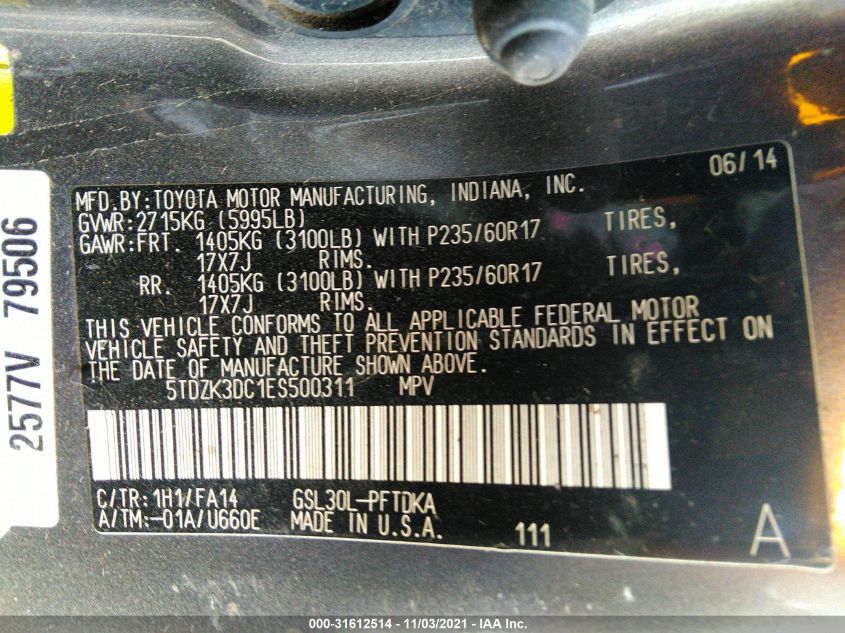 06/14
MFD.BY:TOYOTA MOTOR MANUFACTURING, INDIANA, INC.
GVWR:2715KG (5995LB)
GAWR:FRT. 1405KG (3100LB) WITH P235/60R17 TIRES,
17X7J RIMS.
RR. 1405KG (3100LB) WITH P235/60R17 TIRES,
17X7J RIMS.
THIS VEHICLE CONFORMS TO ALL APPLICABLE FEDERAL MOTOR
VEHICLE SAFETY AND THEFT PREVENTION STANDARDS IN EFFECT ON
THE DATE OF MANUFACTURE SHOWN ABOVE.
5TDZK3DC1ES500311 MPV
C/TR: 1H1/FA14 GSL30L-PFTDKA
A/TM:-01A/U660E MADE IN U.S.A. 111 A
2577V 79506
000-31612514 - 11/03/2021 - IAA Inc.